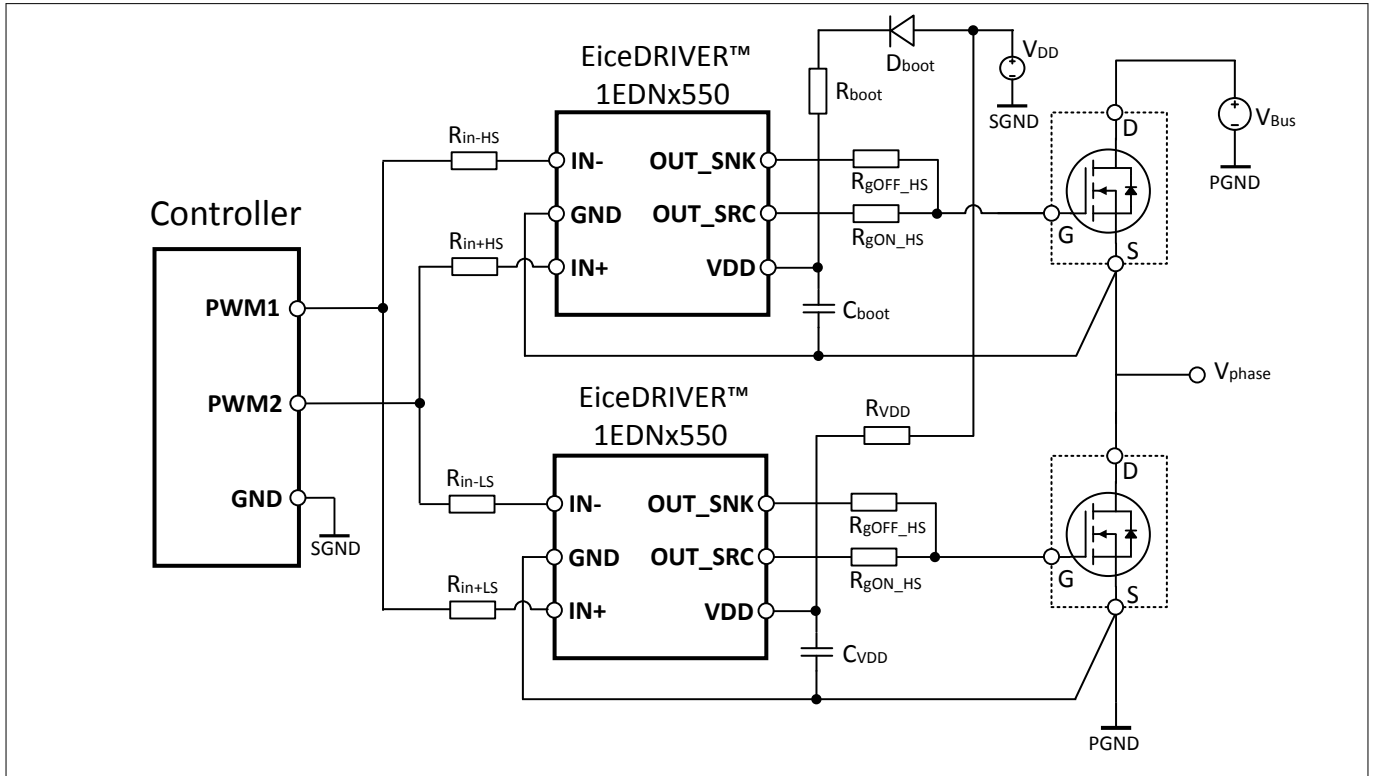 EiceDRIVER™
1EDNx550
Rboot
Dboot
VDD
SGND
D
VBus
PGND
Rin-HS
IN-
OUT_SNK
RgOFF_HS
Controller
GND
OUT_SRC
RgON_HS
G
S
Rin+HS
IN+
VDD
Cboot
PWM1
Vphase
PWM2
EiceDRIVER™
1EDNx550
RVDD
D
Rin-LS
IN-
OUT_SNK
RgOFF_HS
GND
SGND
GND
OUT_SRC
RgON_HS
G
S
Rin+LS
IN+
VDD
CVDD
PGND